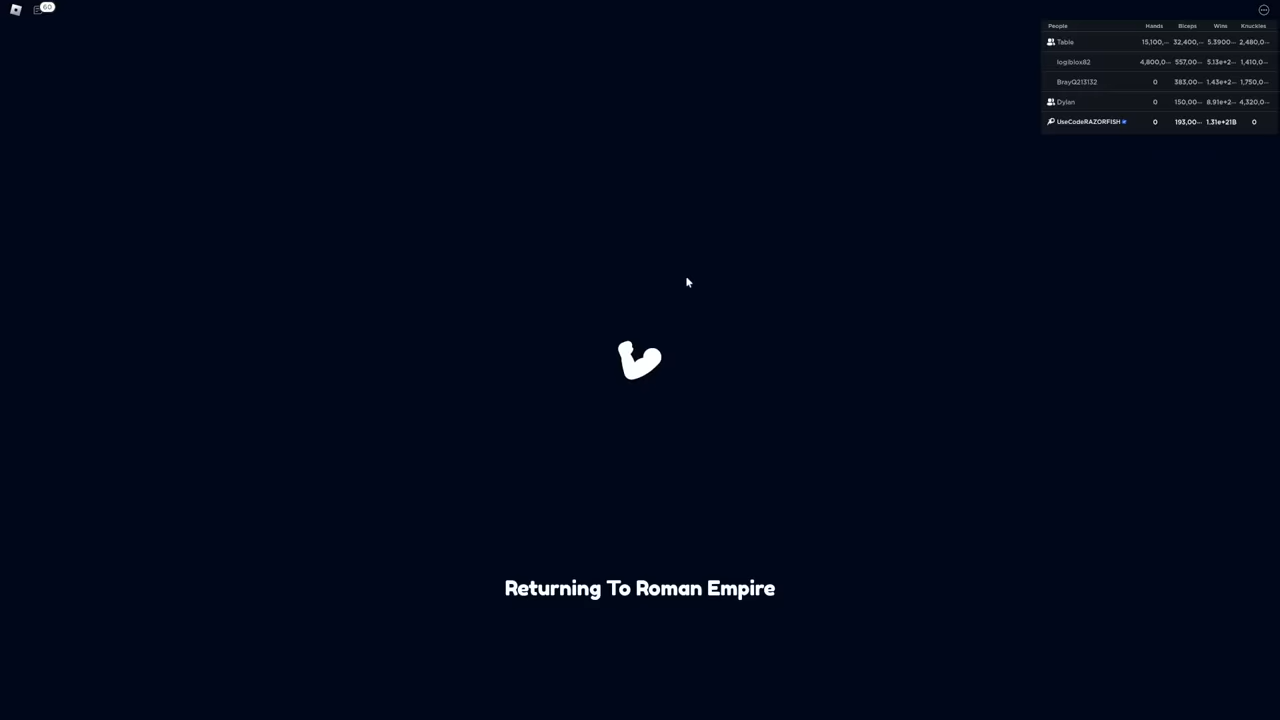 60
People Hands Biceps Wins Knuckles
Table 15,100,... 32,400,... 5.3900... 2,480,0...
logiblox82 4,800,0... 557,00... 5.13e+2... 1,410,0...
BrayQ213132 0 383,00... 1.43e+2... 1,750,0...
Dylan 0 150,00... 8.91e+2... 4,320,0...
UseCodeRAZORFISH 0 193,00... 1.31e+21B 0
Returning To Roman Empire